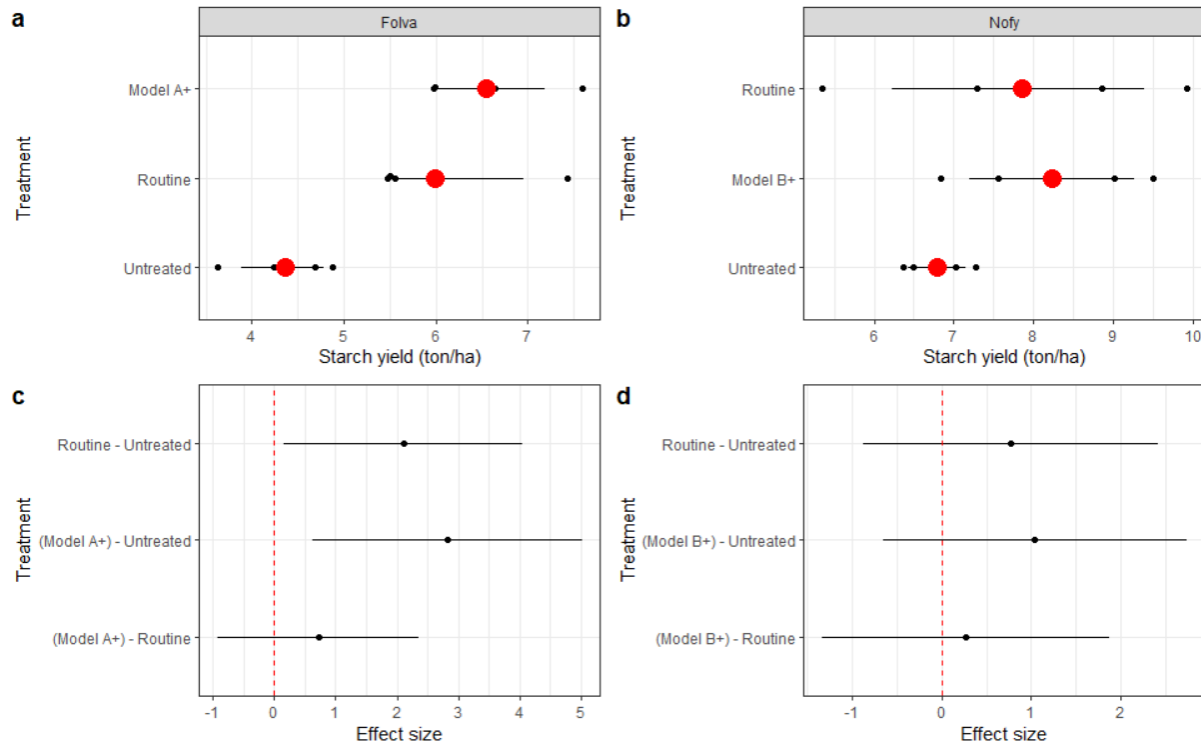 a
Folva
Treatment
Model A+
Routine
Untreated
4 5 6 7
Starch yield (ton/ha)
b
Nofy
Treatment
Routine
Model B+
Untreated
6 7 8 9 10
Starch yield (ton/ha)
c
Treatment
Routine - Untreated
(Model A+) - Untreated
(Model A+) - Routine
-1 0 1 2 3 4 5
Effect size
d
Treatment
Routine - Untreated
(Model B+) - Untreated
(Model B+) - Routine
-1 0 1 2
Effect size